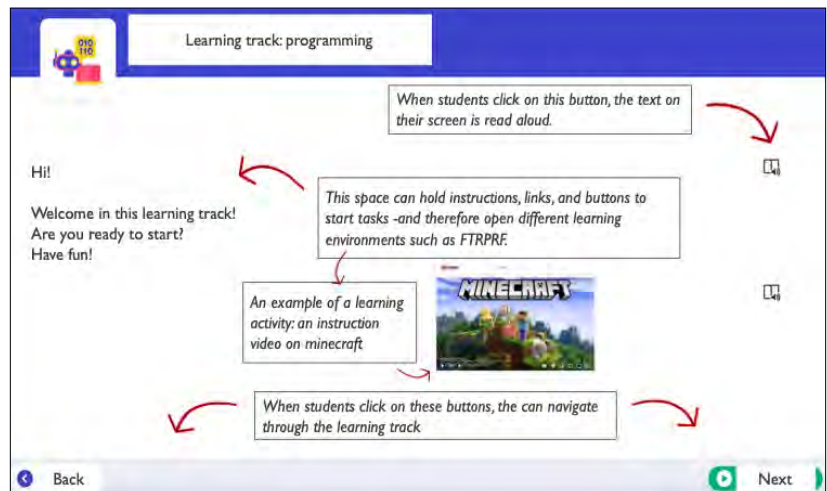 010
110
Learning track: programming
When students click on this button, the text on
their screen is read aloud.
Hi!
This space can hold instructions, links, and buttons to
start tasks -and therefore open different learning
environments such as FTRPRF.
Welcome in this learning track!
Are you ready to start?
Have fun!
MINECRAFT
An example of a learning
activity: an instruction
video on minecraft
When students click on these buttons, the can navigate
through the learning track
Back
Next